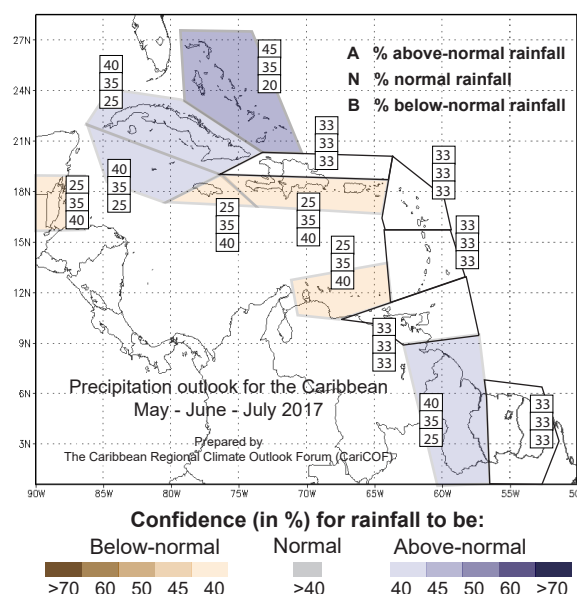 27N
24N
21N
18N
15N
12N
9N
6N
3N
A % above-normal rainfall
N % normal rainfall
B % below-normal rainfall
45
35
20
40
35
25
33
33
33
33
33
33
40
35
25
25
35
40
25
35
40
25
35
40
33
33
33
25
35
40
33
33
33
40
35
25
33
33
33
Precipitation outlook for the Caribbean
May - June - July 2017
Prepared by
The Caribbean Regional Climate Outlook Forum (CariCOF)
90W 85W 80W 75W 70W 65W 60W 55W 50
Confidence (in %) for rainfall to be:
Below-normal Normal Above-normal
>70 60 50 45 40 >40 40 45 50 60 >70